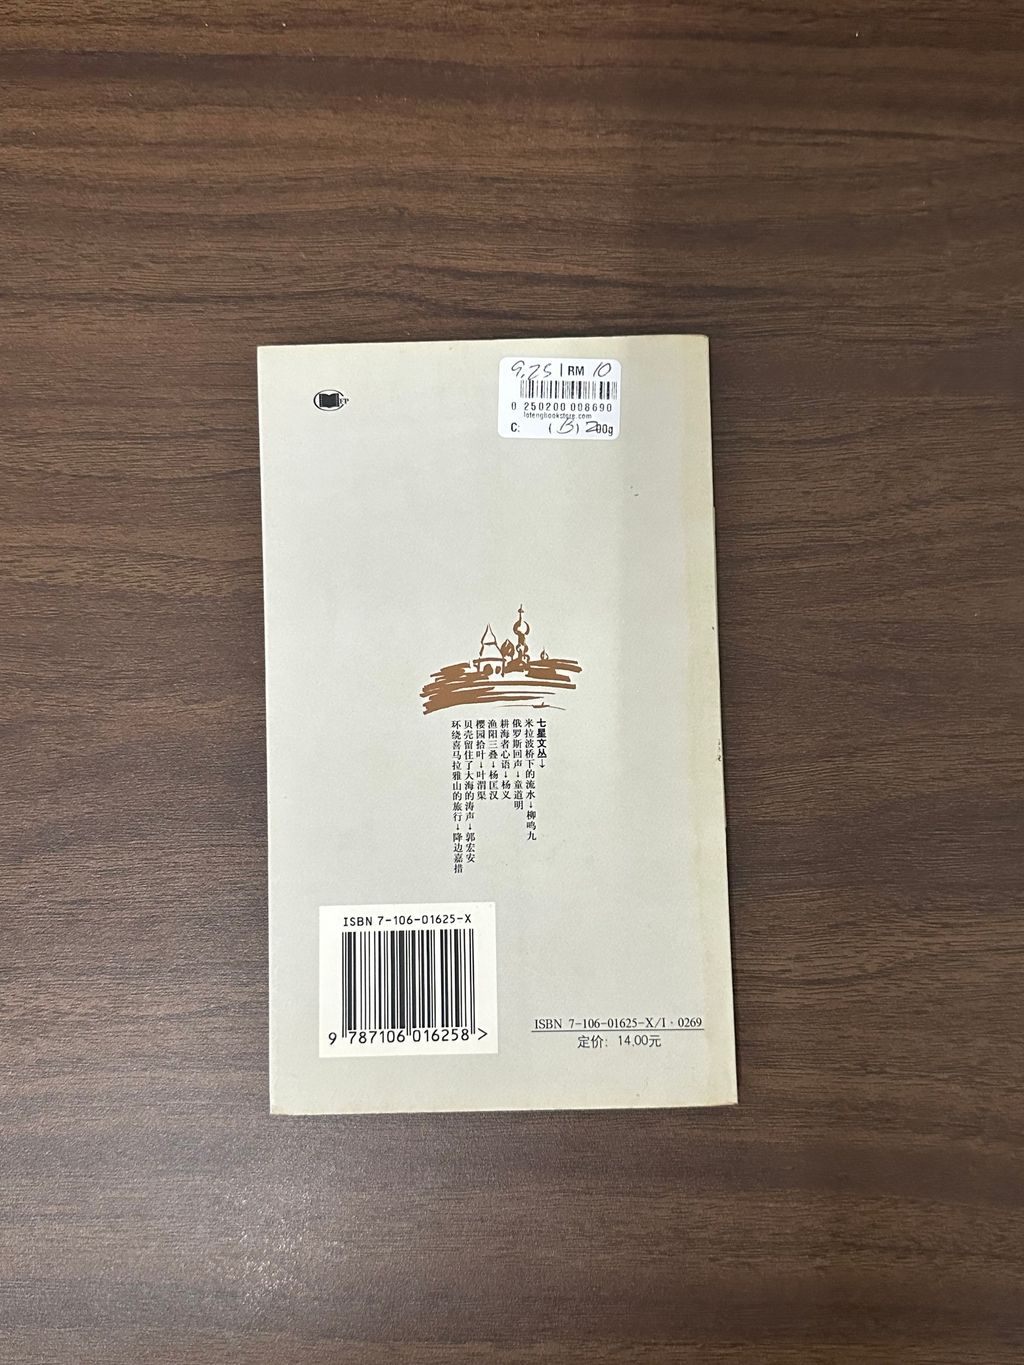 CEP
9.25 | RM 10
0 250200 008690
lotengbookstore.com
C: (B) 200g
七星文丛↓
米拉波桥下的流水↓柳鸣九
俄罗斯回声↓童道明
耕海者心语↓杨义
渔阳三叠↓杨匡汉
樱园拾叶↓叶渭渠
贝壳留住了大海的涛声↓郭宏安
环绕喜马拉雅山的旅行↓降边嘉措
ISBN 7-106-01625-X
9 787106 016258 >
ISBN 7-106-01625-X/I·0269
定价: 14.00元